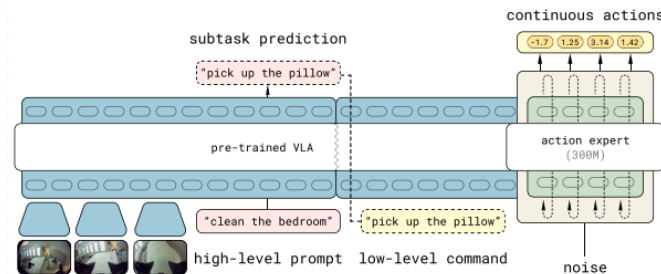 continuous actions
-1.7 1.25 3.14 1.42
subtask prediction
"pick up the pillow"
pre-trained VLA
action expert
(300M)
"clean the bedroom"
"pick up the pillow"
high-level prompt
low-level command
noise